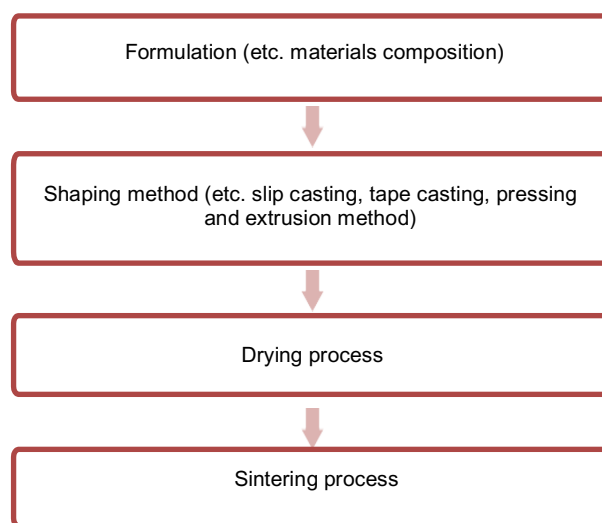 Formulation (etc. materials composition)
Shaping method (etc. slip casting, tape casting, pressing
and extrusion method)
Drying process
Sintering process